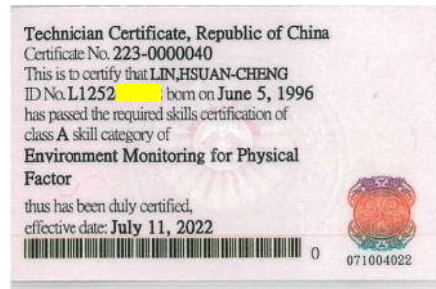 Technician Certificate, Republic of China
Certificate No. 223-0000040
This is to certify that LIN,HSUAN-CHENG
ID No. L1252 born on June 5, 1996
has passed the required skills certification of
class A skill category of
Environment Monitoring for Physical
Factor
thus has been duly certified,
effective date: July 11, 2022
0
071004022